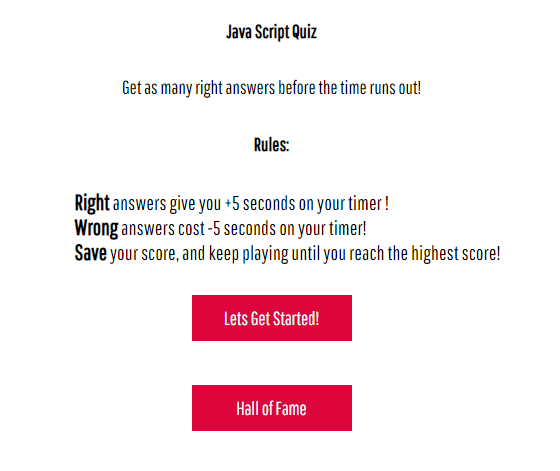 Java Script Quiz
Get as many right answers before the time runs out!
Rules:
Right answers give you +5 seconds on your timer !
Wrong answers cost -5 seconds on your timer!
Save your score, and keep playing until you reach the highest score!
Lets Get Started!
Hall of Fame